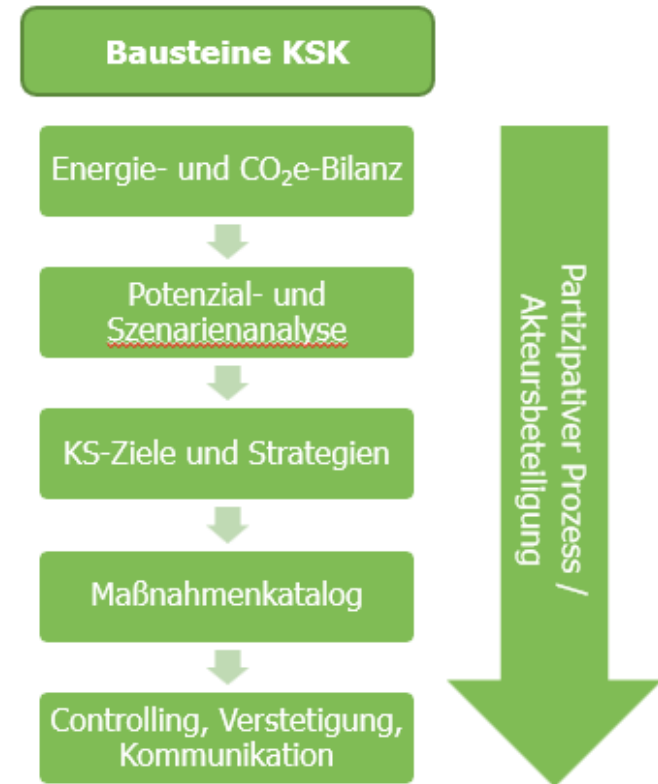 Bausteine KSK
Energie- und CO₂e-Bilanz
Potenzial- und
Szenarienanalyse
KS-Ziele und Strategien
Maßnahmenkatalog
Controlling, Verstetigung,
Kommunikation
Partizipativer Prozess /
Akteursbeteiligung